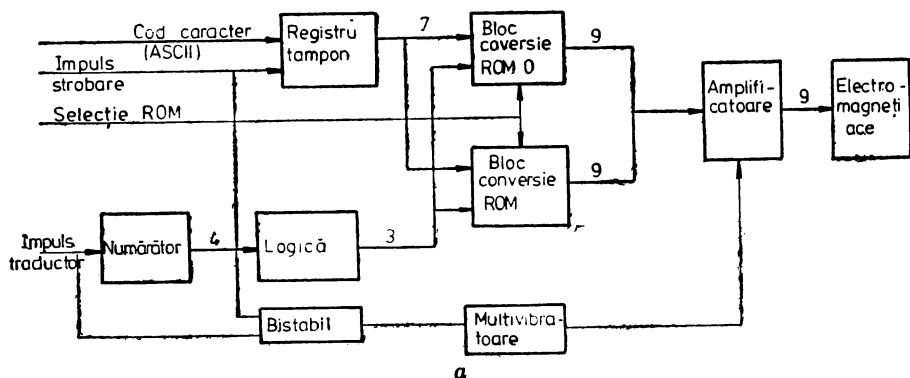 Cod caracter
(ASCII)
Impuls
strobare
Selecție ROM
Registru
tampon
7
Bloc
coversie
ROM 0
9
Bloc
conversie
ROM
9
Amplifi-
catoare
9
Electro-
magneți
ace
Impuls
traductor
Numărător
4
Logică
3
Bistabil
Multivibra-
toare
a